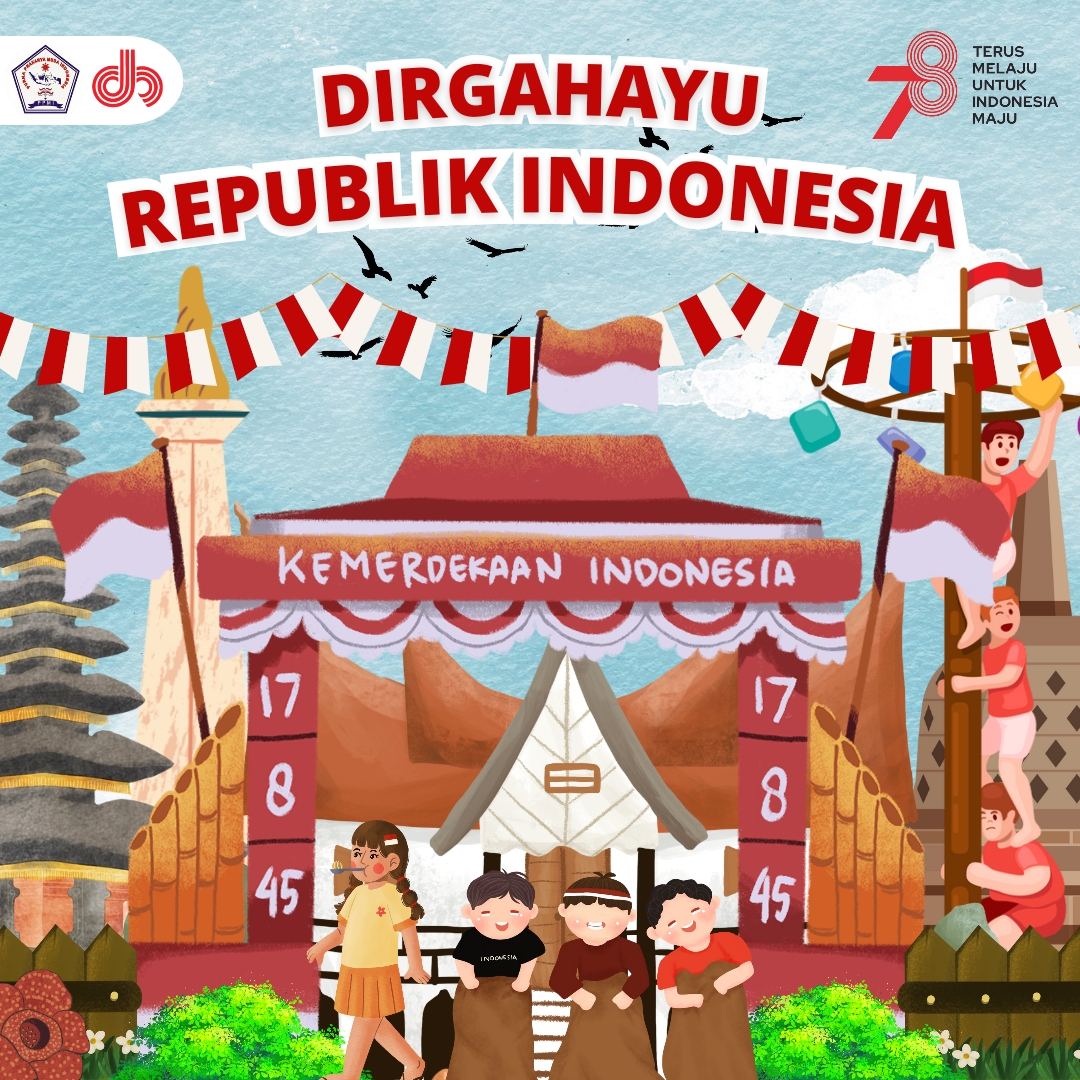 DIRGAHAYU
REPUBLIK INDONESIA
78
TERUS
MELAJU
UNTUK
INDONESIA
MAJU
KEMERDEKAAN INDONESIA
17
8
45
17
8
45
INDONESIA